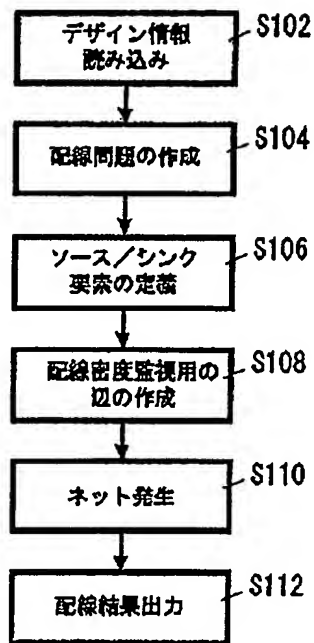 デザイン情報
読み込み
S102
配線問題の作成
S104
ソース／シンク
要素の定義
S106
配線密度監視用の
辺の作成
S108
ネット発生
S110
配線結果出力
S112